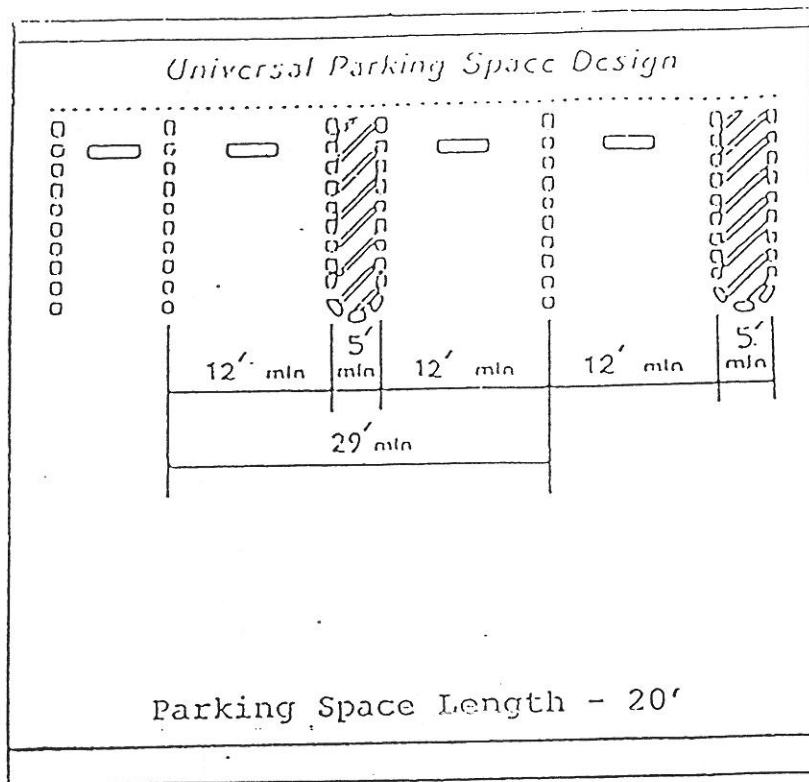 Universal Parking Space Design
5' 5'
12' min min 12' min 12' min min
29' min
Parking Space Length - 20'